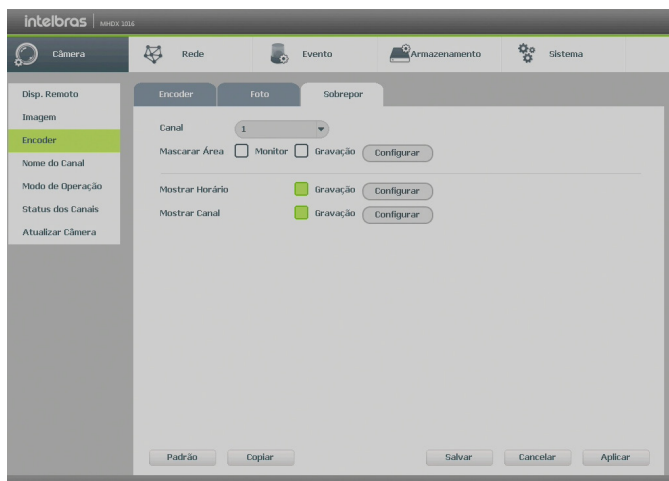 intelbras | MHDX 1016
Câmera Rede Evento Armazenamento Sistema
Disp. Remoto
Imagem
Encoder
Nome do Canal
Modo de Operação
Status dos Canais
Atualizar Câmera
Encoder Foto Sobrepor
Canal 1
Mascarar Área Monitor Gravação Configurar
Mostrar Horário Gravação Configurar
Mostrar Canal Gravação Configurar
Padrão Copiar Salvar Cancelar Aplicar